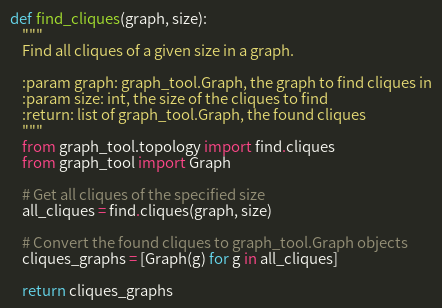 def find_cliques(graph, size):
"""
Find all cliques of a given size in a graph.
:param graph: graph_tool.Graph, the graph to find cliques in
:param size: int, the size of the cliques to find
:return: list of graph_tool.Graph, the found cliques
"""
from graph_tool.topology import find.cliques
from graph_tool import Graph
# Get all cliques of the specified size
all_cliques = find.cliques(graph, size)
# Convert the found cliques to graph_tool.Graph objects
cliques_graphs = [Graph(g) for g in all_cliques]
return cliques_graphs